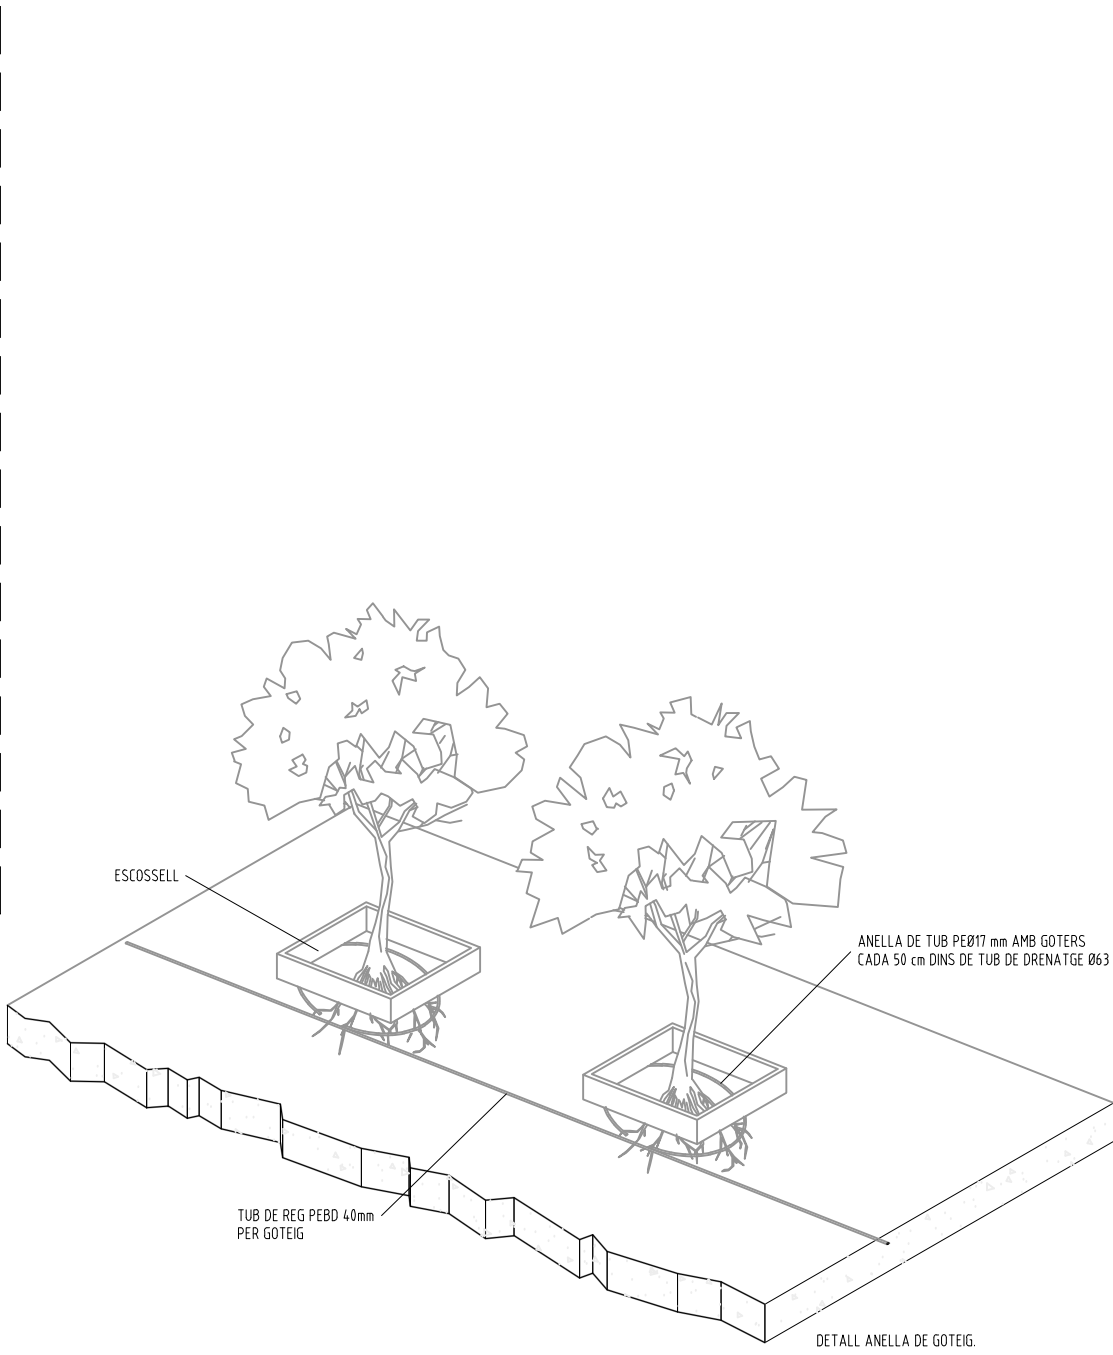 ESCOSSELL
ANELLA DE TUB PEØ17 mm AMB GOTERS
CADA 50 cm DINS DE TUB DE DRENATGE Ø63
TUB DE REG PEBD 40mm
PER GOTEIG
DETALL ANELLA DE GOTEIG.